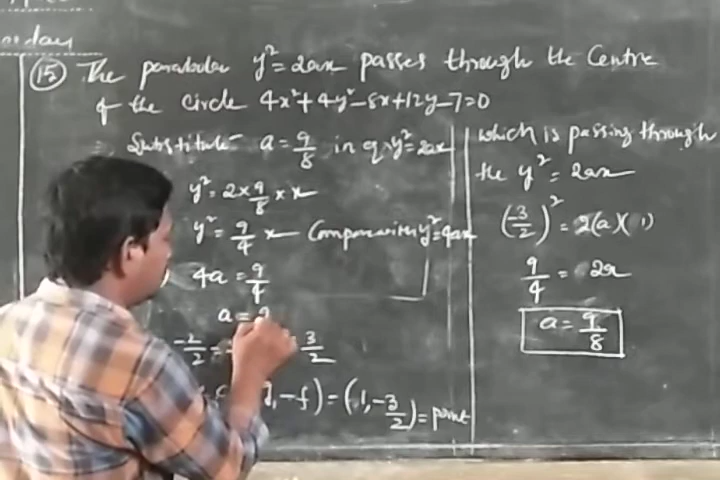 day
15 The parabola y² = 2ax passes through the Centre
of the circle 4x² + 4y² - 8x + 12y - 7 = 0
Substitute a = 9/8 in eq, y² = 2ax
y² = 2 × 9/8 × x
y² = 9/4 x Comparing y² = 4ax
4a = 9/4
a = 9
-2/2 = 3/2
, -f) = (1, -3/2) = point
which is passing through
the y² = 2ax
(-3/2)² = 2(a)(1)
9/4 = 2a
a = 9/8